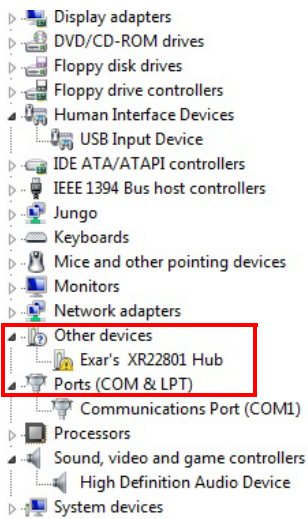 Display adapters
DVD/CD-ROM drives
Floppy disk drives
Floppy drive controllers
Human Interface Devices
USB Input Device
IDE ATA/ATAPI controllers
IEEE 1394 Bus host controllers
Jungo
Keyboards
Mice and other pointing devices
Monitors
Network adapters
Other devices
Exar's XR22801 Hub
Ports (COM & LPT)
Communications Port (COM1)
Processors
Sound, video and game controllers
High Definition Audio Device
System devices